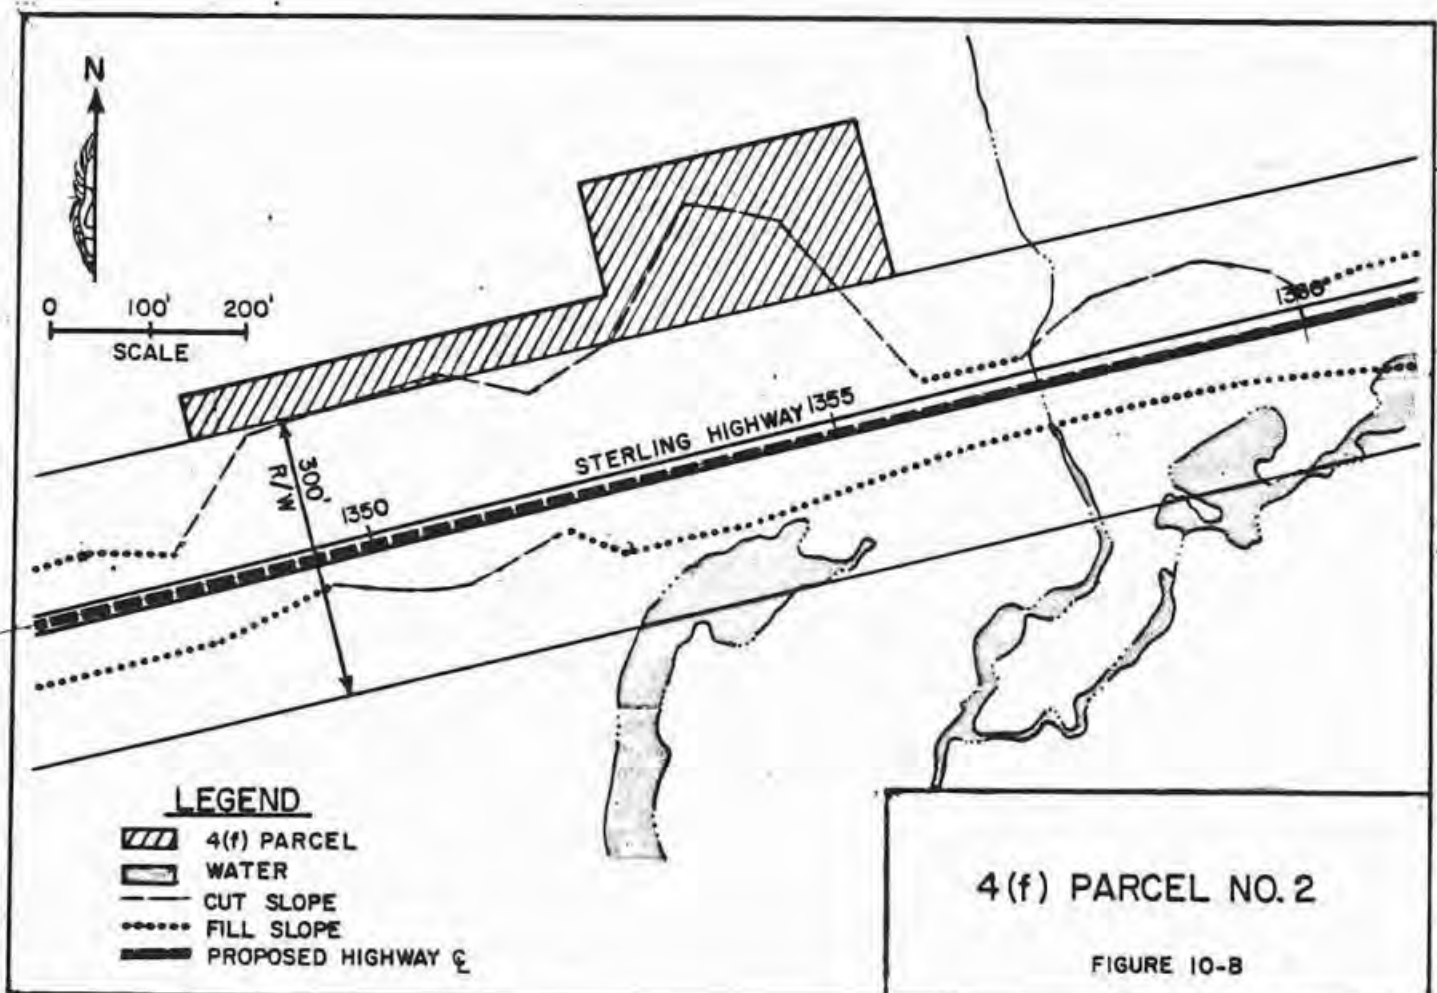 N
0 100' 200'
SCALE
300'
R/W
1350
STERLING HIGHWAY 1355
1360
LEGEND
4(f) PARCEL
WATER
CUT SLOPE
FILL SLOPE
PROPOSED HIGHWAY ℄
4(f) PARCEL NO. 2
FIGURE 10-B